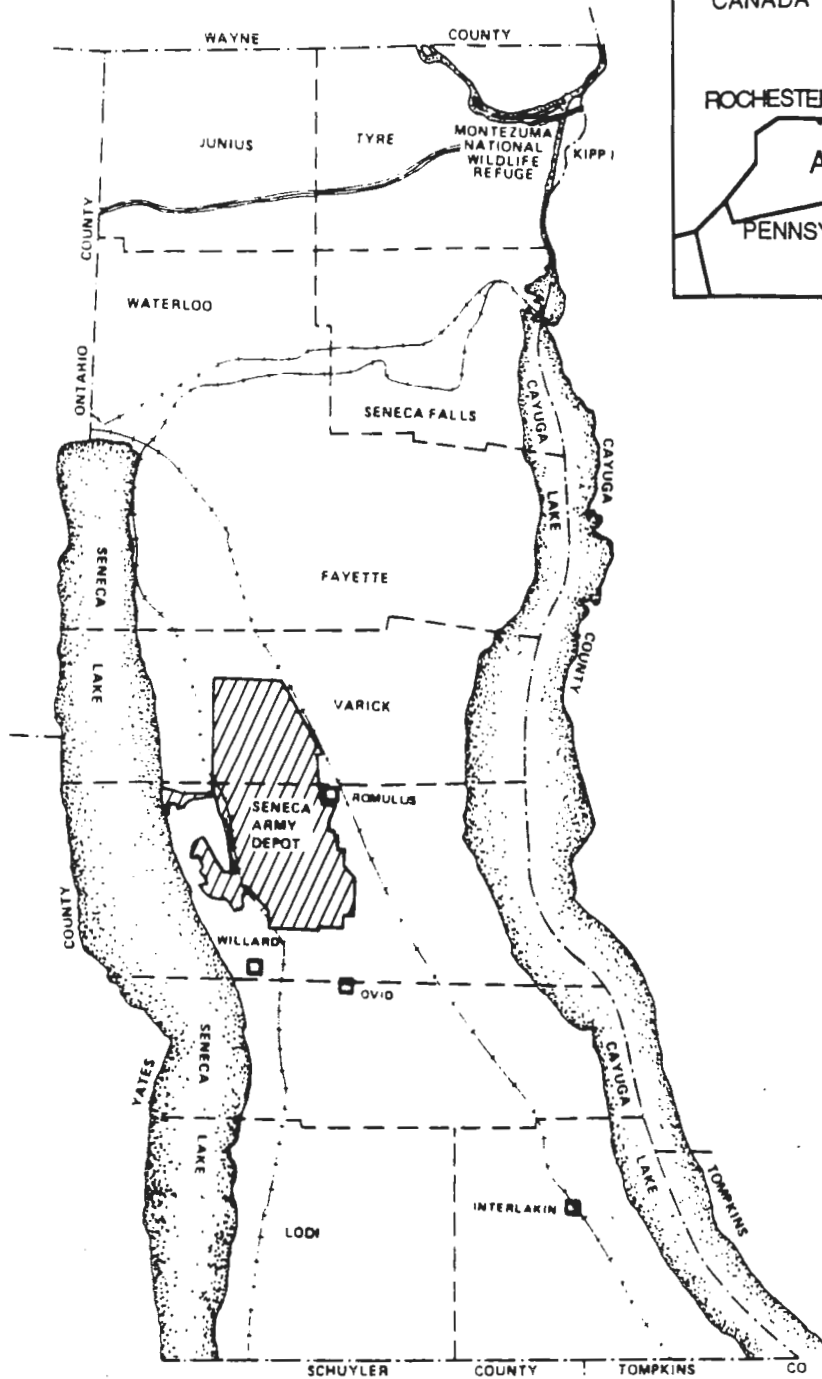 CANADA
WAYNE COUNTY
ROCHESTER
JUNIUS
TYRE
MONTEZUMA
NATIONAL
WILDLIFE
REFUGE
KIPP
A
PENNSY
COUNTY
WATERLOO
ONTARIO
SENECA FALLS
CAYUGA
LAKE
CAYUGA
COUNTY
SENECA
LAKE
FAYETTE
VARICK
SENECA
ARMY
DEPOT
ROMULUS
COUNTY
WILLARD
OVID
YATES
SENECA
LAKE
CAYUGA
LAKE
TOMPKINS
LODI
INTERLAKIN
SCHUYLER COUNTY TOMPKINS CO